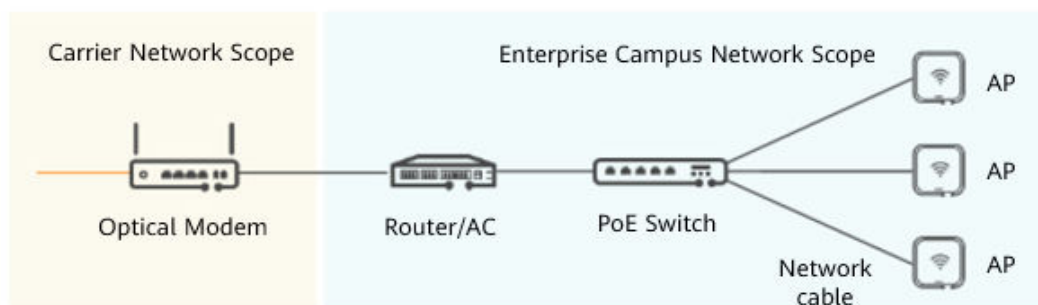 Carrier Network Scope
Enterprise Campus Network Scope
AP
AP
Optical Modem
Router/AC
PoE Switch
Network
cable
AP